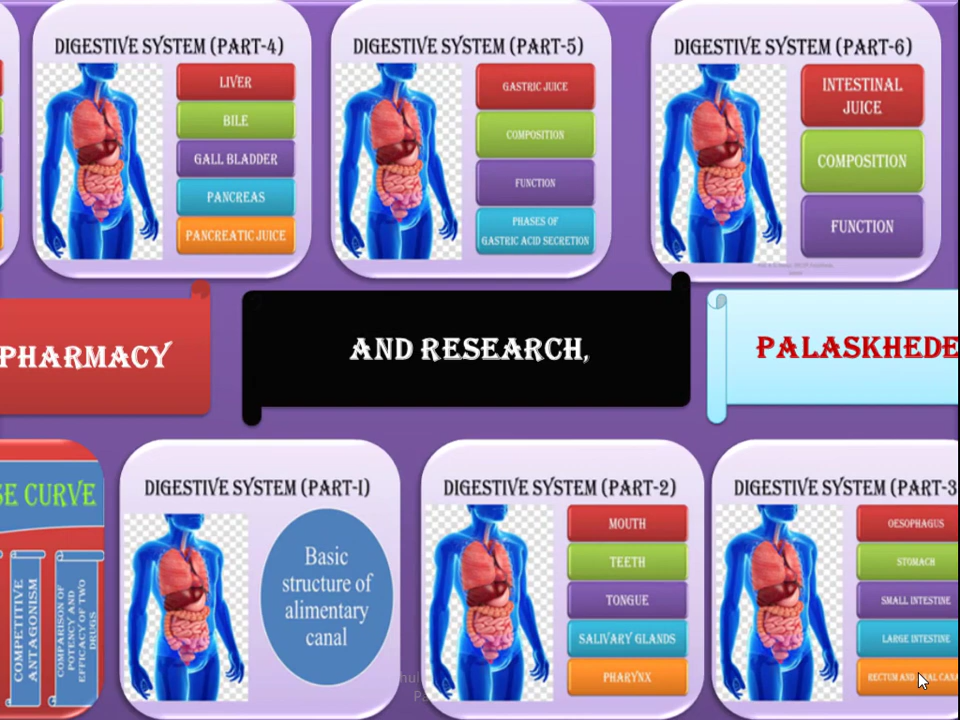 DIGESTIVE SYSTEM (PART-4)
LIVER
BILE
GALL BLADDER
PANCREAS
PANCREATIC JUICE
DIGESTIVE SYSTEM (PART-5)
GASTRIC JUICE
COMPOSITION
FUNCTION
PHASES OF
GASTRIC ACID SECRETION
DIGESTIVE SYSTEM (PART-6)
INTESTINAL
JUICE
COMPOSITION
FUNCTION
PHARMACY
AND RESEARCH,
PALASKHEDE
SE CURVE
COMPETITIVE
ANTAGONISM
COMPARISON OF
POTENCY AND
EFFICACY OF TWO
DRUGS
DIGESTIVE SYSTEM (PART-1)
Basic
structure of
alimentary
canal
DIGESTIVE SYSTEM (PART-2)
MOUTH
TEETH
TONGUE
SALIVARY GLANDS
PHARYNX
DIGESTIVE SYSTEM (PART-3
OESOPHAGUS
STOMACH
SMALL INTESTINE
LARGE INTESTINE
RECTUM AND